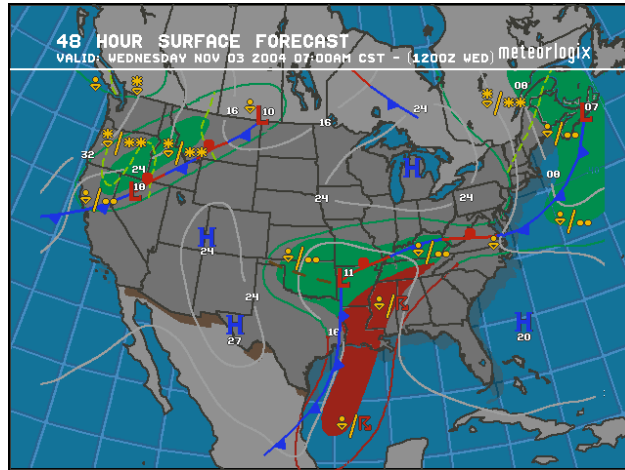 48 HOUR SURFACE FORECAST
VALID: WEDNESDAY NOV 03 2004 07:00AM CST - (1200Z WED) meteorlogix
08
16 L 10 24 L 07
16
32
24 H
L 10 08
24 24
H
24
L 11
24
H 27 16 H 20